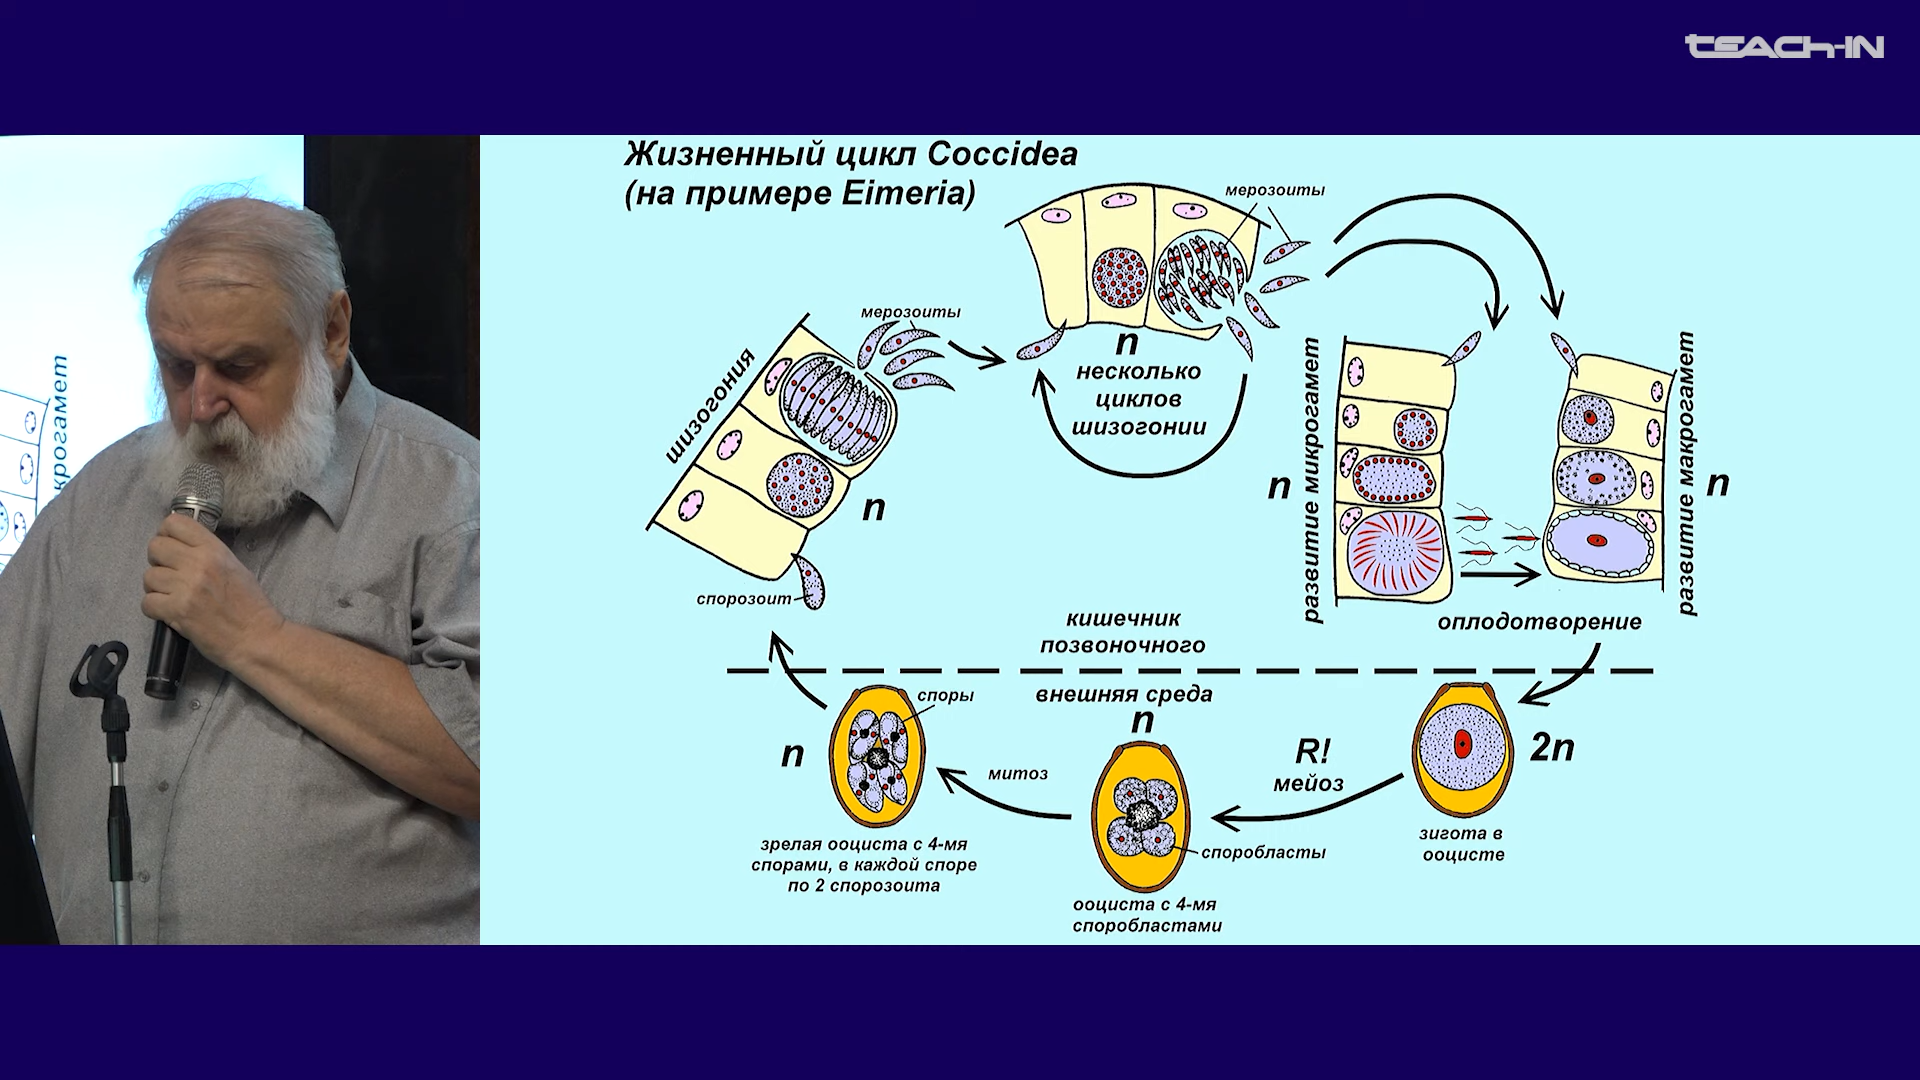 TEACH-IN
Жизненный цикл Coccidea
(на примере Eimeria)
мерозоиты
мерозоиты
шизогония
n
спорозоит
n
несколько
циклов
шизогонии
n
развитие микрогамет
развитие макрогамет
n
оплодотворение
кишечник
позвоночного
внешняя среда
n
споры
n
митоз
R!
мейоз
2n
зрелая ооциста с 4-мя
спорами, в каждой споре
по 2 спорозоита
споробласты
ооциста с 4-мя
споробластами
зигота в
ооцисте
крогамет